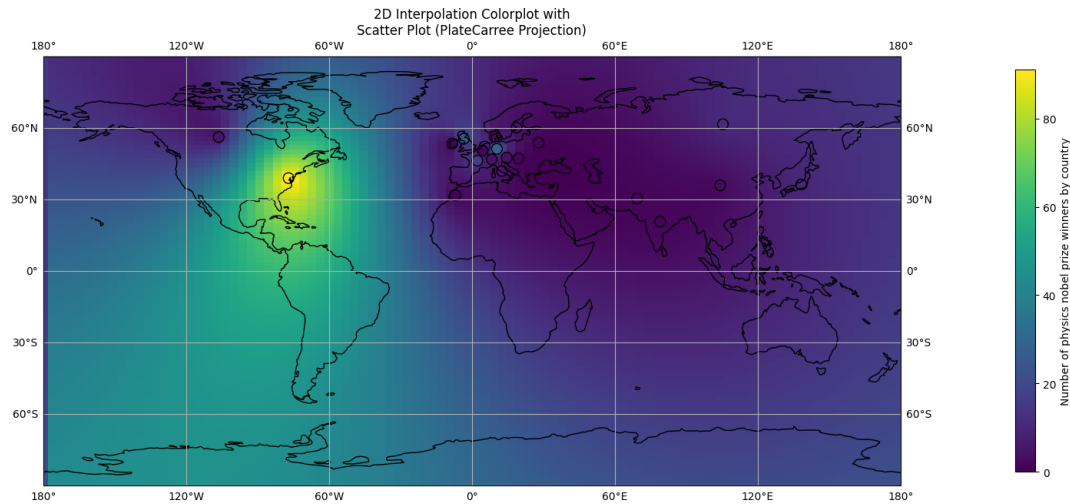 2D Interpolation Colorplot with
Scatter Plot (PlateCarree Projection)
180° 120°W 60°W 0° 60°E 120°E 180°
60°N 60°N
30°N 30°N
0° 0°
30°S 30°S
60°S 60°S
180° 120°W 60°W 0° 60°E 120°E 180°
80
60
40
20
0
Number of physics nobel prize winners by country